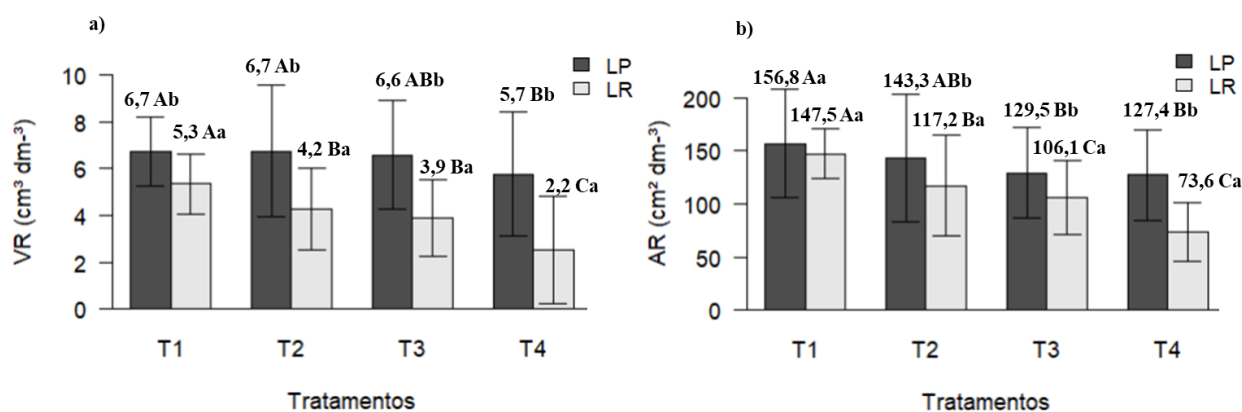 a)
LP
LR
10
8
6
4
2
0
VR (cm³ dm-³)
6,7 Ab
5,3 Aa
6,7 Ab
4,2 Ba
6,6 ABb
3,9 Ba
5,7 Bb
2,2 Ca
T1 T2 T3 T4
Tratamentos
b)
LP
LR
200
150
100
50
0
AR (cm² dm-³)
156,8 Aa
147,5 Aa
143,3 ABb
117,2 Ba
129,5 Bb
106,1 Ca
127,4 Bb
73,6 Ca
T1 T2 T3 T4
Tratamentos